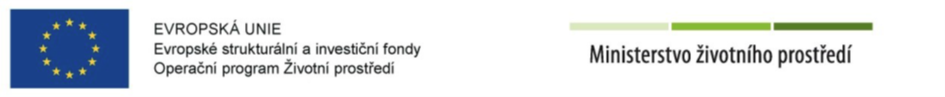 EVROPSKÁ UNIE
Evropské strukturální a investiční fondy
Operační program Životní prostředí
Ministerstvo životního prostředí